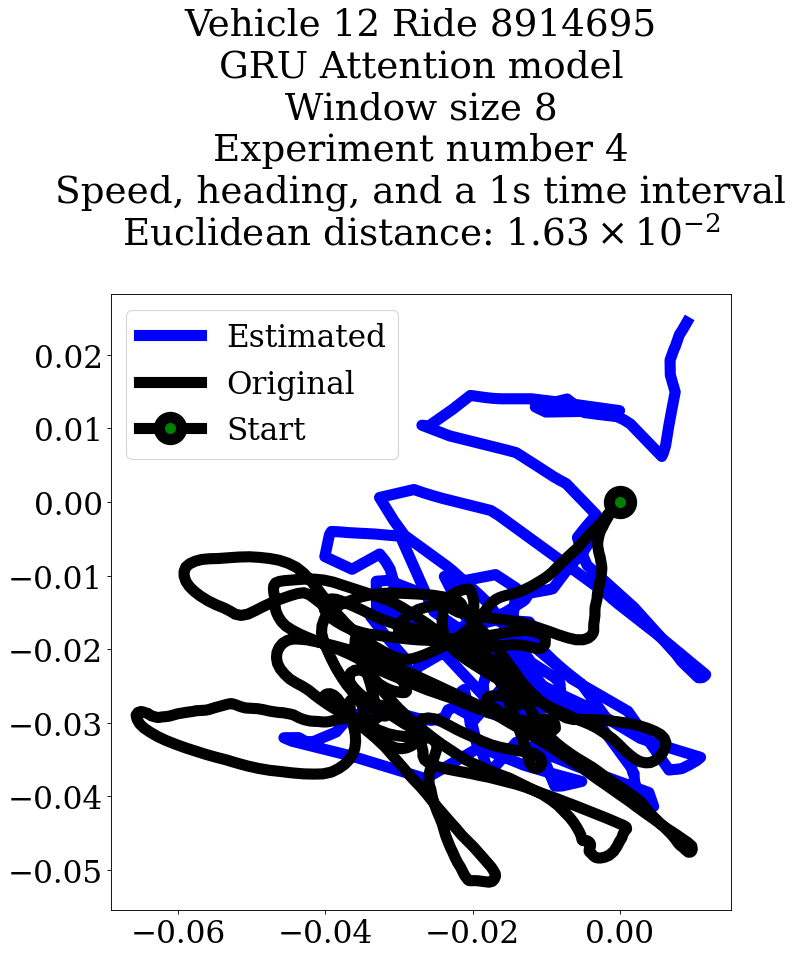 Vehicle 12 Ride 8914695
GRU Attention model
Window size 8
Experiment number 4
Speed, heading, and a 1s time interval
Euclidean distance: 1.63 × 10⁻²
Estimated
Original
Start
0.02
0.01
0.00
−0.01
−0.02
−0.03
−0.04
−0.05
−0.06
−0.04
−0.02
0.00